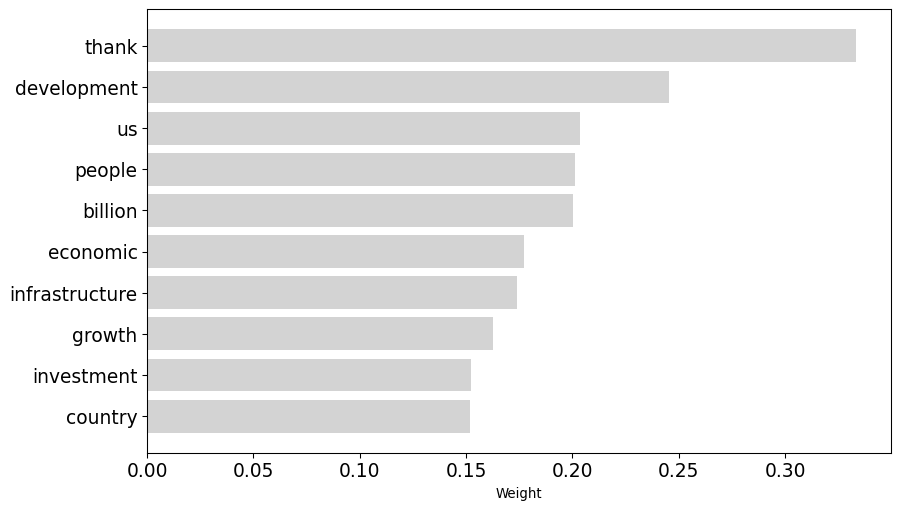 thank
development
us
people
billion
economic
infrastructure
growth
investment
country
0.00 0.05 0.10 0.15 0.20 0.25 0.30
Weight